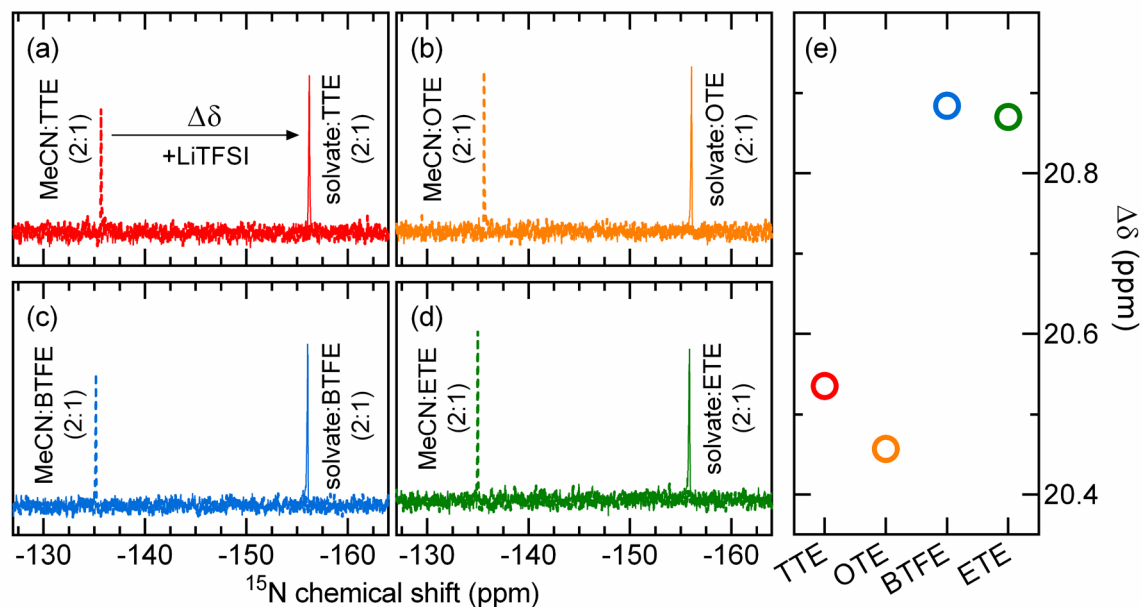 (a)
MeCN:TTE
(2:1)
Δδ
+LiTFSI
solvate:TTE
(2:1)
(b)
MeCN:OTE
(2:1)
solvate:OTE
(2:1)
(c)
MeCN:BTFE
(2:1)
solvate:BTFE
(2:1)
-130 -140 -150 -160
(d)
MeCN:ETE
(2:1)
solvate:ETE
(2:1)
-130 -140 -150 -160
¹⁵N chemical shift (ppm)
(e)
20.8
20.6
20.4
Δδ (ppm)
TTE
OTE
BTFE
ETE